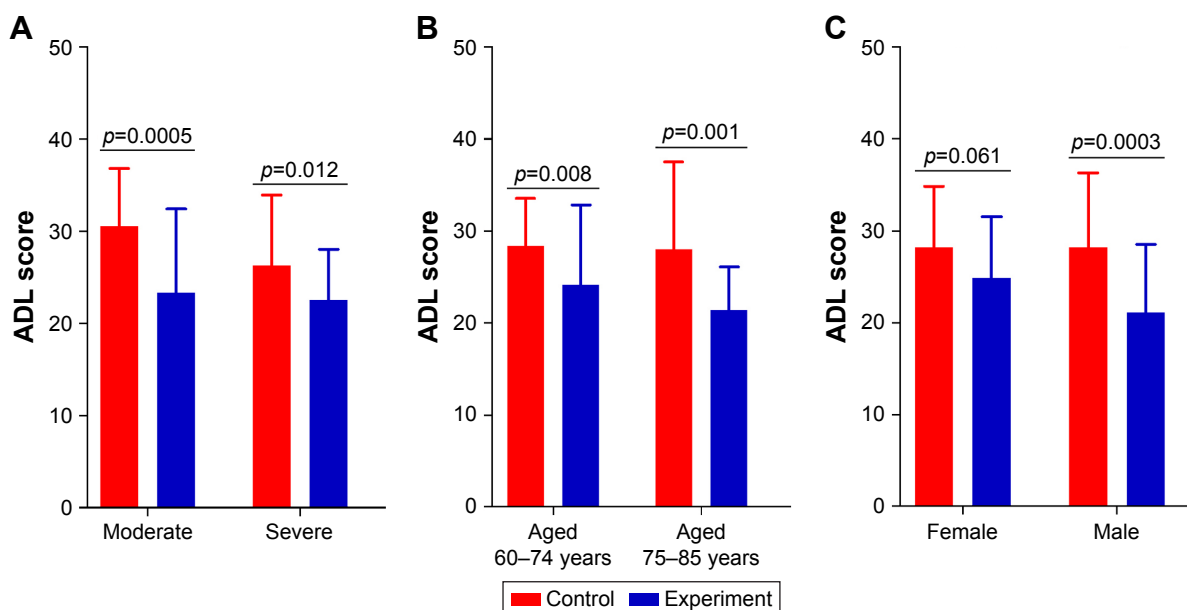 A
ADL score
50
40
30
20
10
0
p=0.0005
p=0.012
Moderate
Severe
B
ADL score
50
40
30
20
10
0
p=0.008
p=0.001
Aged
60–74 years
Aged
75–85 years
C
ADL score
50
40
30
20
10
0
p=0.061
p=0.0003
Female
Male
Control
Experiment